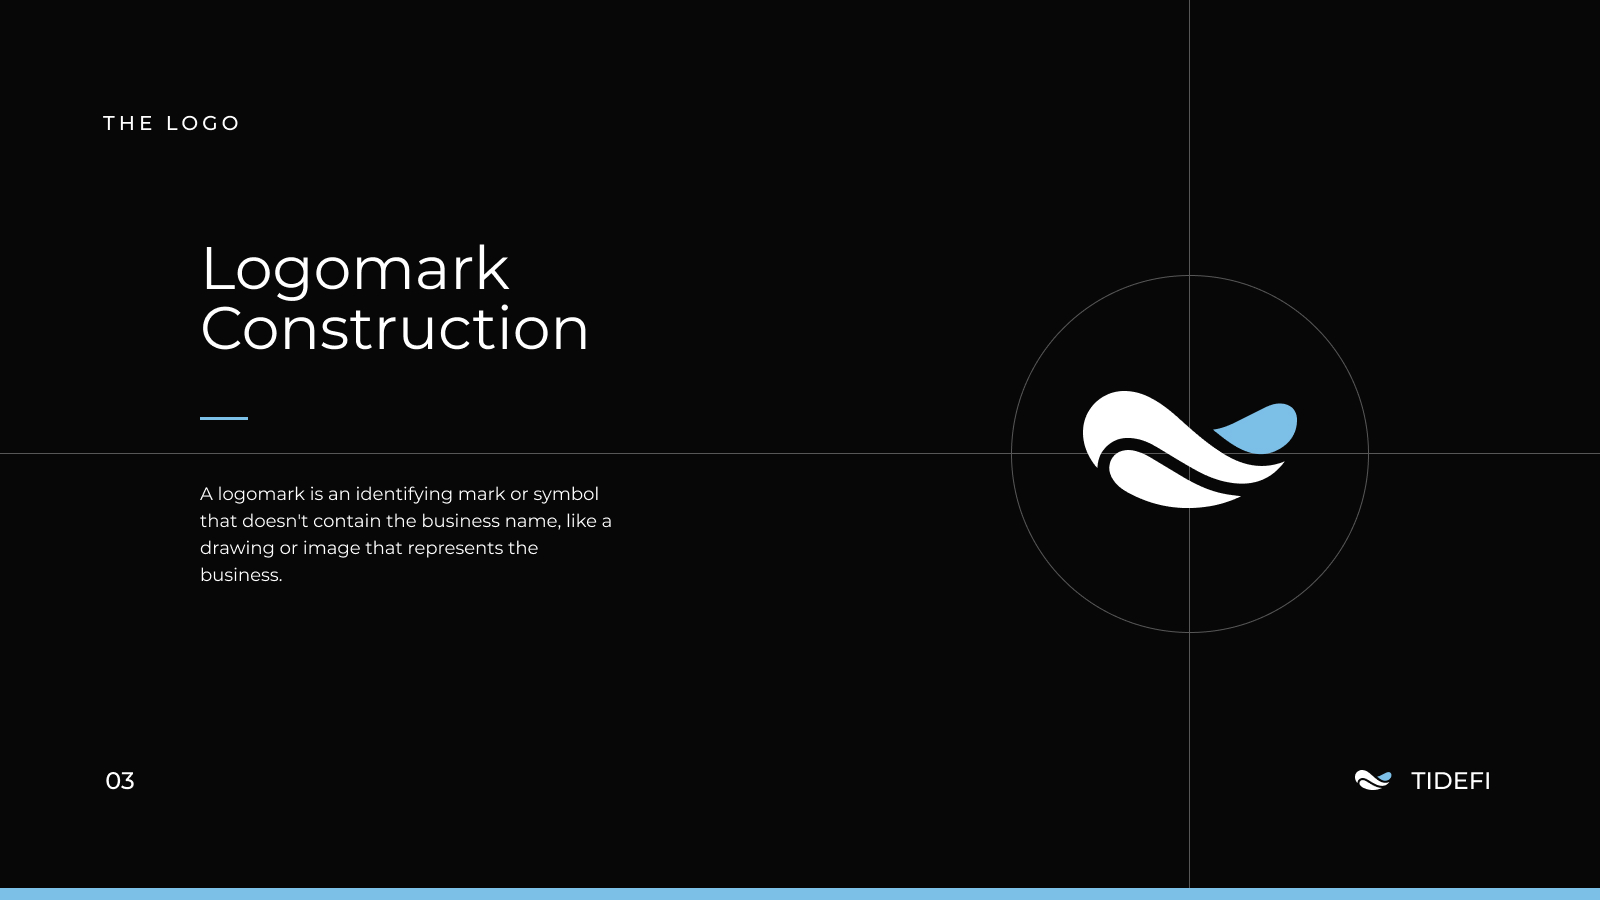 THE LOGO
Logomark
Construction
A logomark is an identifying mark or symbol
that doesn't contain the business name, like a
drawing or image that represents the
business.
03
TIDEFI